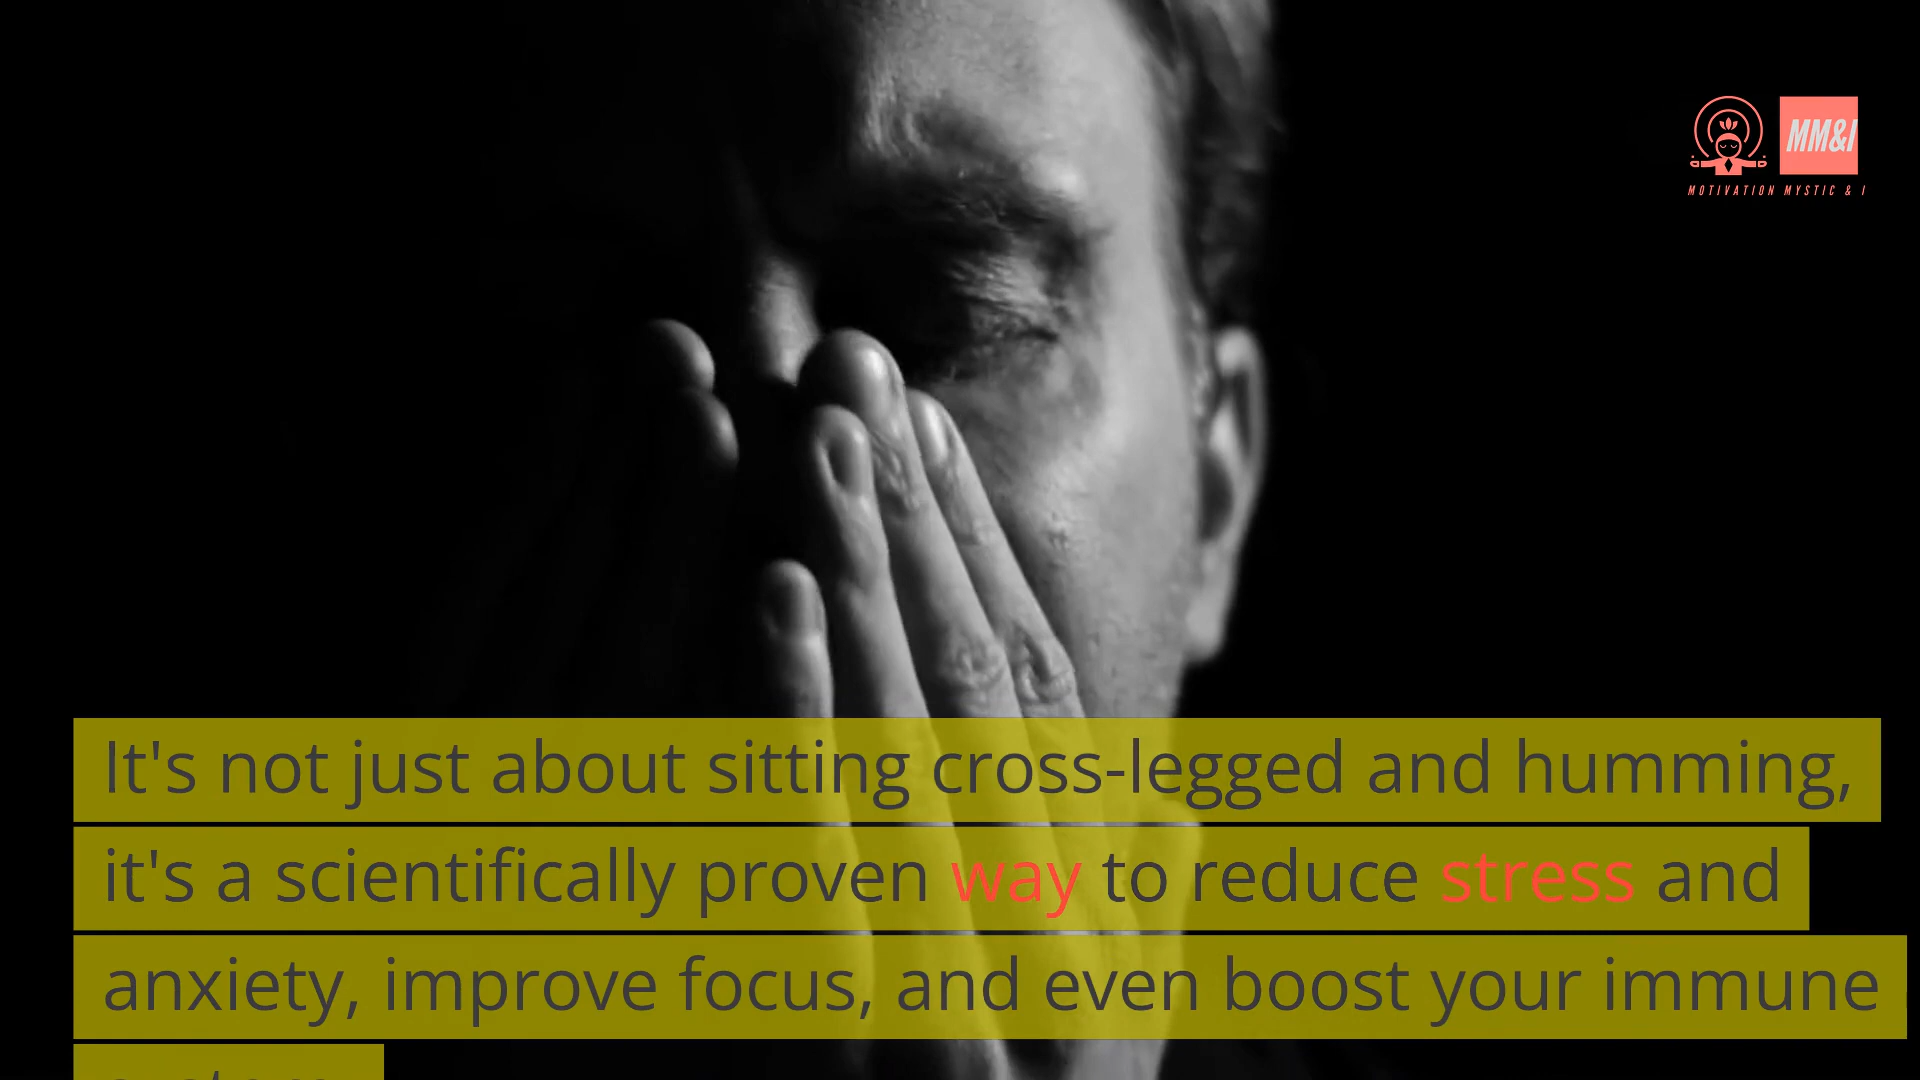 MM&I
MOTIVATION MYSTIC & I
It's not just about sitting cross-legged and humming,
it's a scientifically proven way to reduce stress and
anxiety, improve focus, and even boost your immune